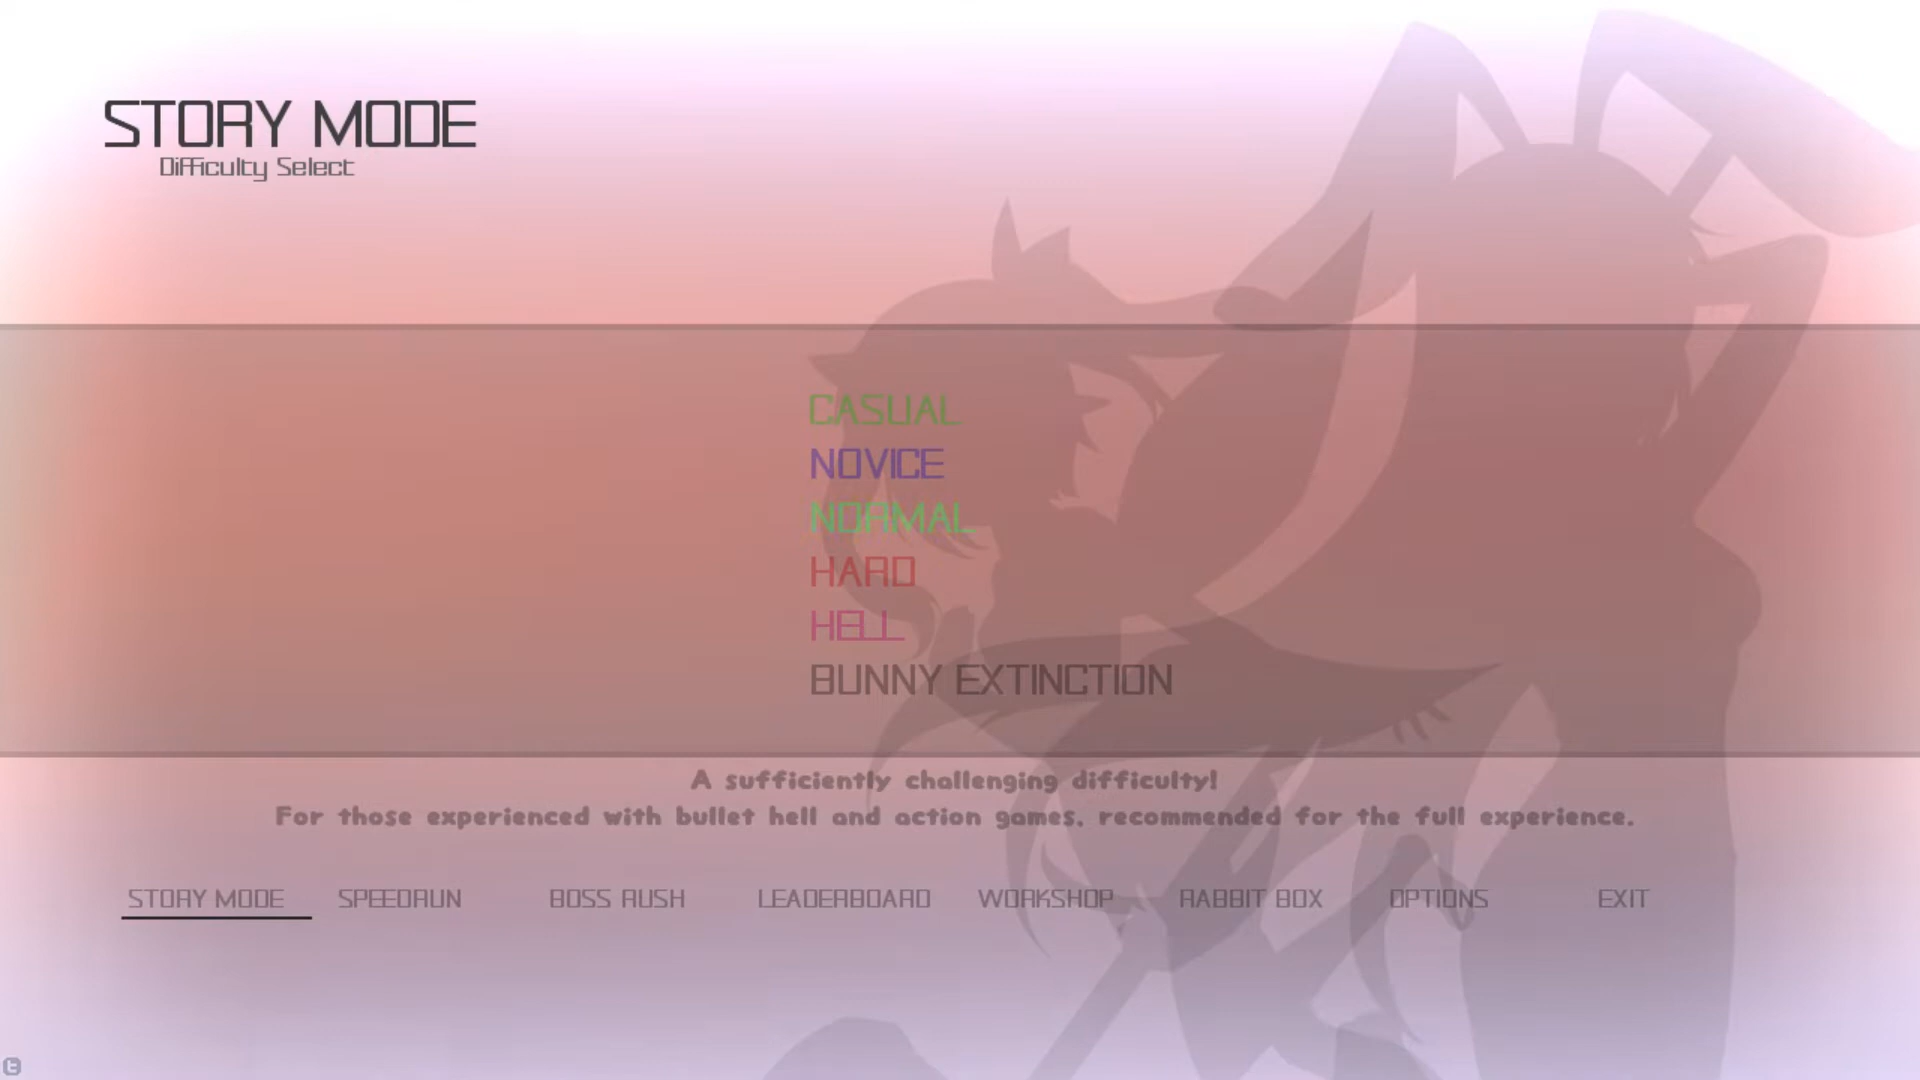 STORY MODE
Difficulty Select
CASUAL
NOVICE
NORMAL
HARD
HELL
BUNNY EXTINCTION
A sufficiently challenging difficulty!
For those experienced with bullet hell and action games, recommended for the full experience.
STORY MODE SPEEDRUN BOSS RUSH LEADERBOARD WORKSHOP RABBIT BOX OPTIONS EXIT